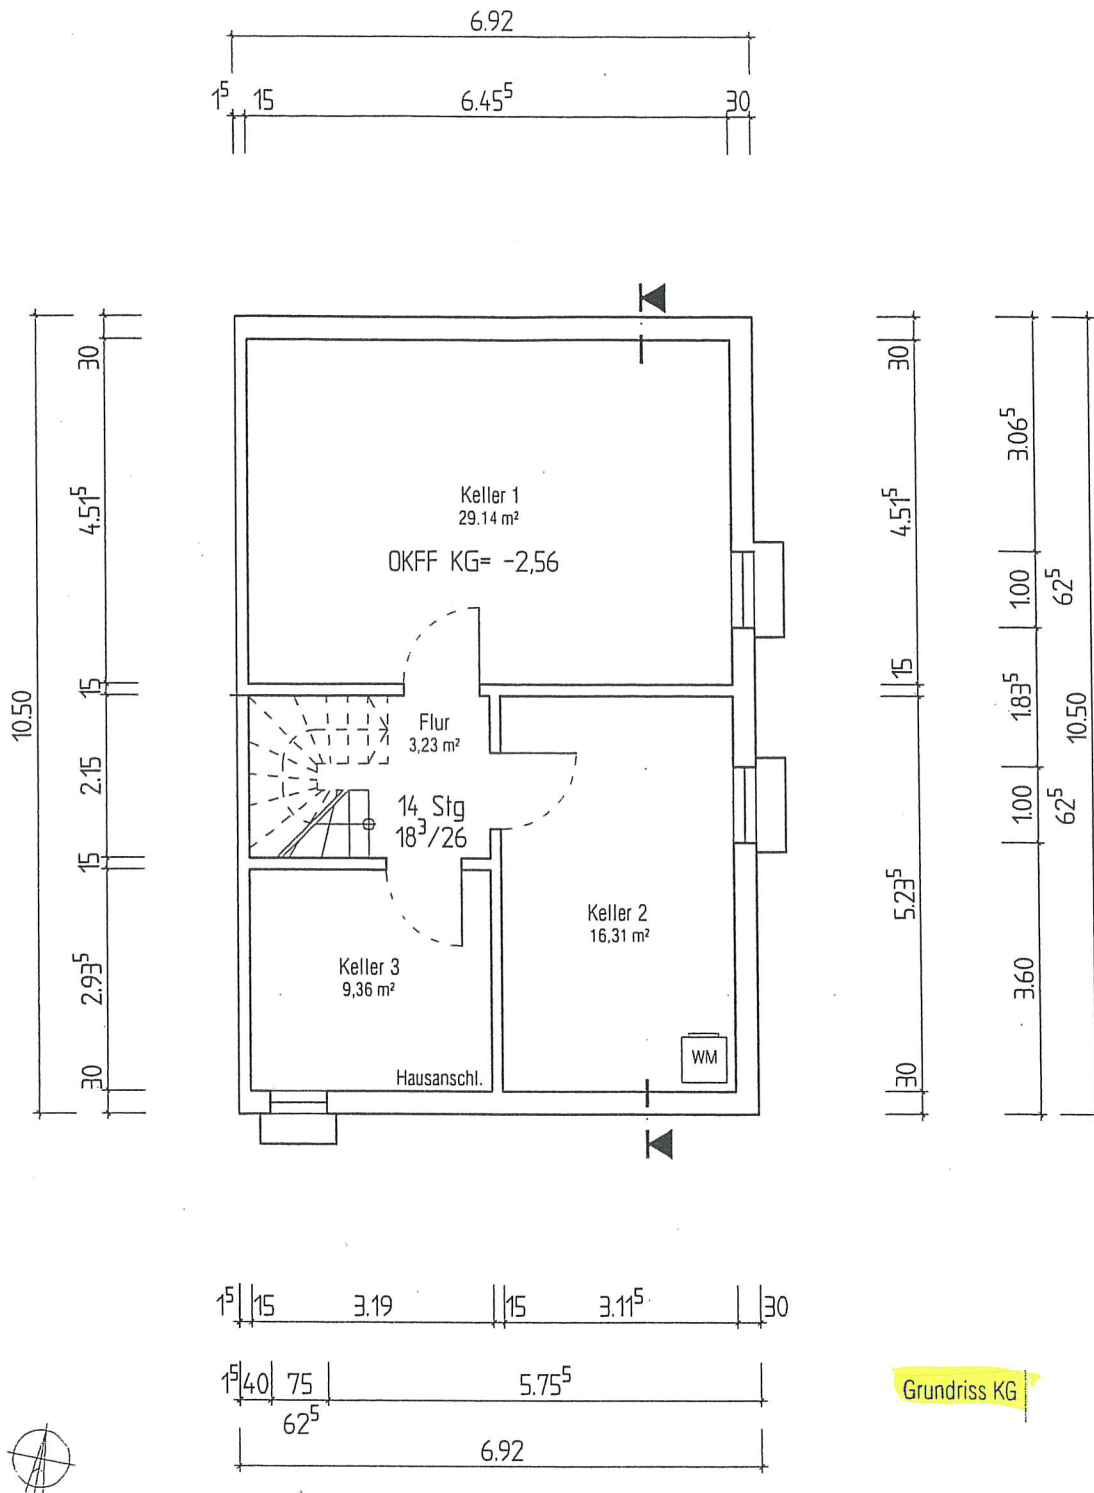 6.92
1⁵ 15 6.45⁵ 30
30
4.51⁵
15
2.15
15
2.93⁵
30
10.50
Keller 1
29.14 m²
OKFF KG= -2,56
Flur
3,23 m²
14 Stg
18³/26
Keller 2
16,31 m²
Keller 3
9,36 m²
Hausanschl.
WM
30
4.51⁵
15
5.23⁵
30
3.06⁵
1.00
62⁵
1.83⁵
1.00
62⁵
3.60
10.50
1⁵ 15 3.19 15 3.11⁵ 30
1⁵ 40 75 5.75⁵
62⁵
6.92
Grundriss KG